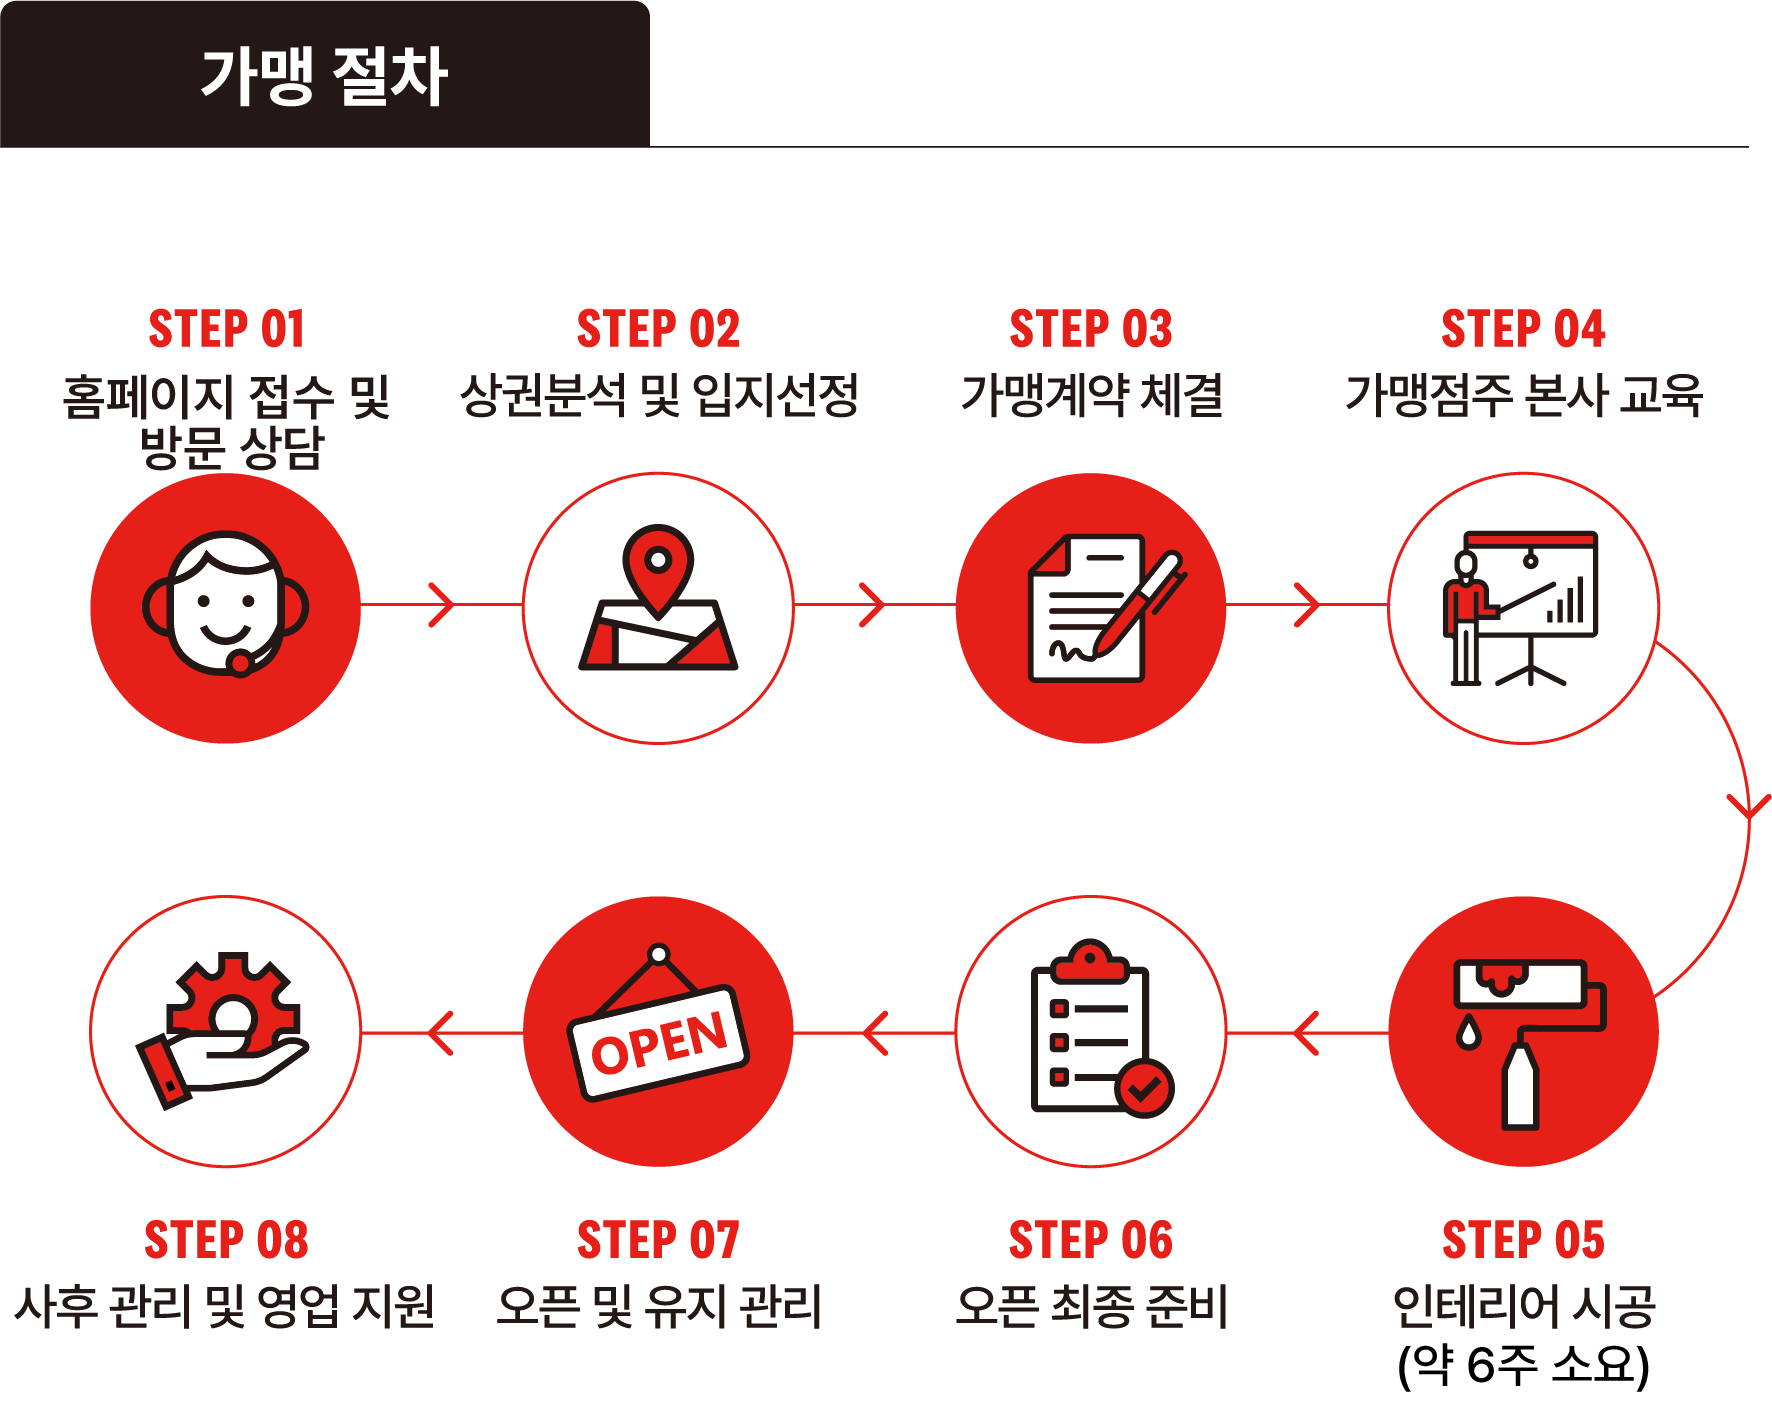 가맹 절차
STEP 01
홈페이지 접수 및
방문 상담
STEP 02
상권분석 및 입지선정
STEP 03
가맹계약 체결
STEP 04
가맹점주 본사 교육
STEP 05
인테리어 시공
(약 6주 소요)
STEP 06
오픈 최종 준비
OPEN
STEP 07
오픈 및 유지 관리
STEP 08
사후 관리 및 영업 지원